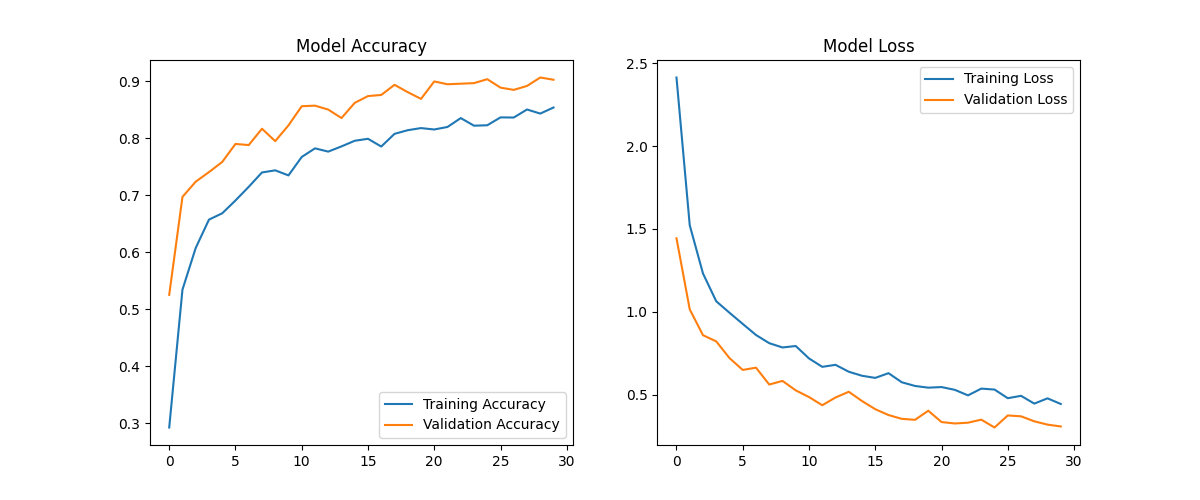 Model Accuracy
0.9
0.8
0.7
0.6
0.5
0.4
0.3
0 5 10 15 20 25 30
Training Accuracy
Validation Accuracy
Model Loss
2.5
2.0
1.5
1.0
0.5
0 5 10 15 20 25 30
Training Loss
Validation Loss